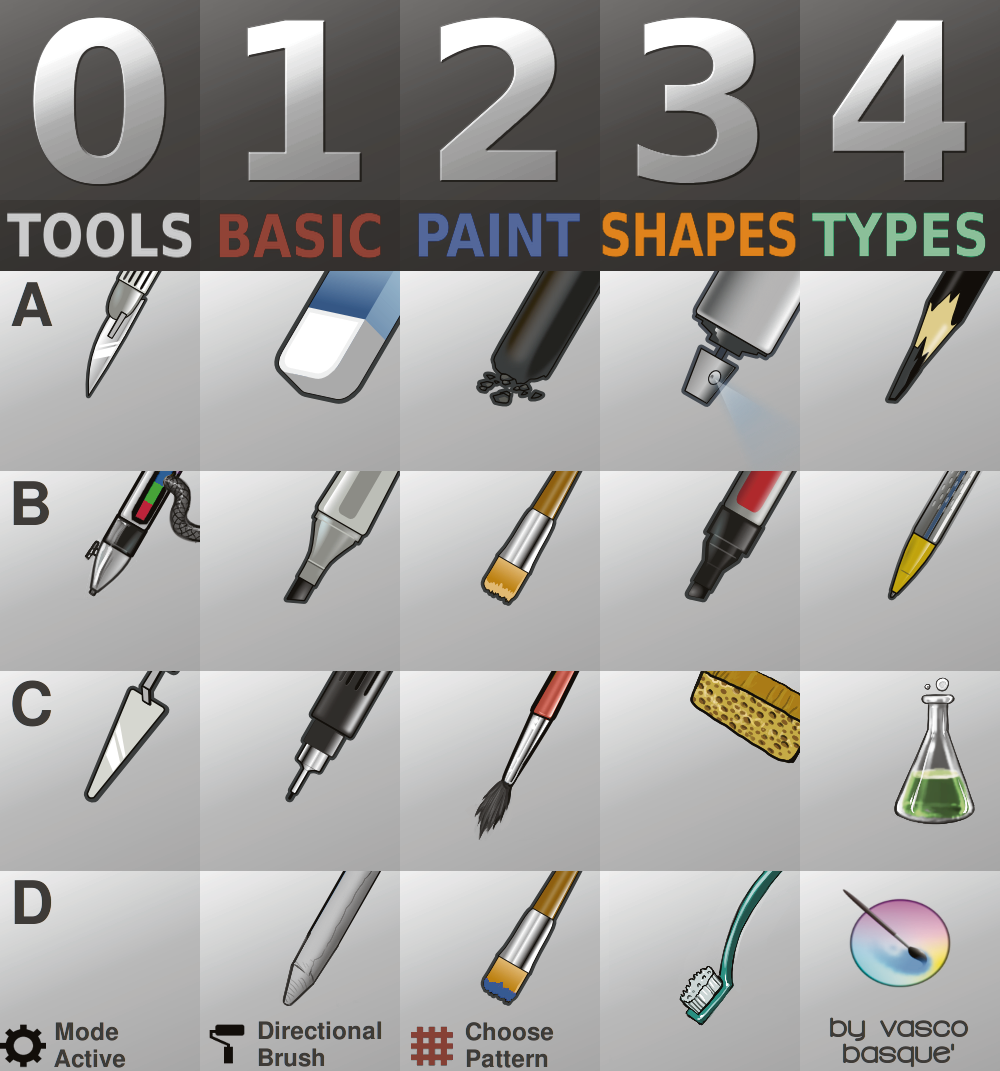 0 1 2 3 4
TOOLS BASIC PAINT SHAPES TYPES
A
B
C
D
Mode
Active
Directional
Brush
Choose
Pattern
by vasco
basque'